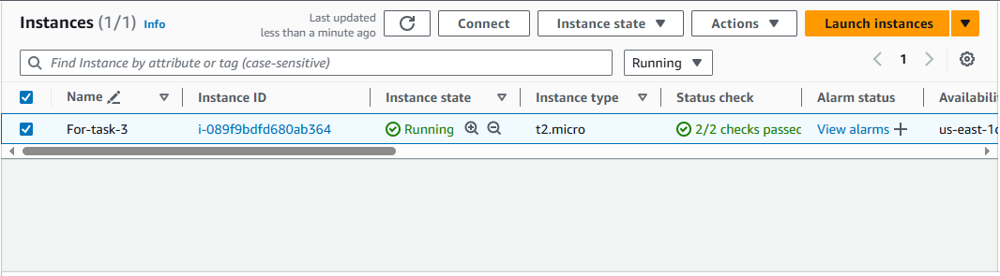 Instances (1/1) Info
Last updated
less than a minute ago
Connect
Instance state
Actions
Launch instances
Find Instance by attribute or tag (case-sensitive)
Running
1
Name Instance ID Instance state Instance type Status check Alarm status Availabili
For-task-3 i-089f9bdfd680ab364 Running t2.micro 2/2 checks passed View alarms us-east-1